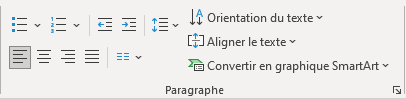 Orientation du texte
Aligner le texte
Convertir en graphique SmartArt
Paragraphe